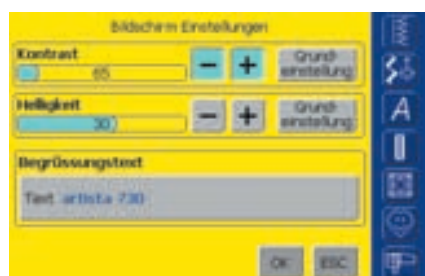 Bildschirm Einstellungen
Kontrast
65
− +
Grund-
einstellung
Helligkeit
30
− +
Grund-
einstellung
Begrüssungstext
Text artista 730
OK ESC
A